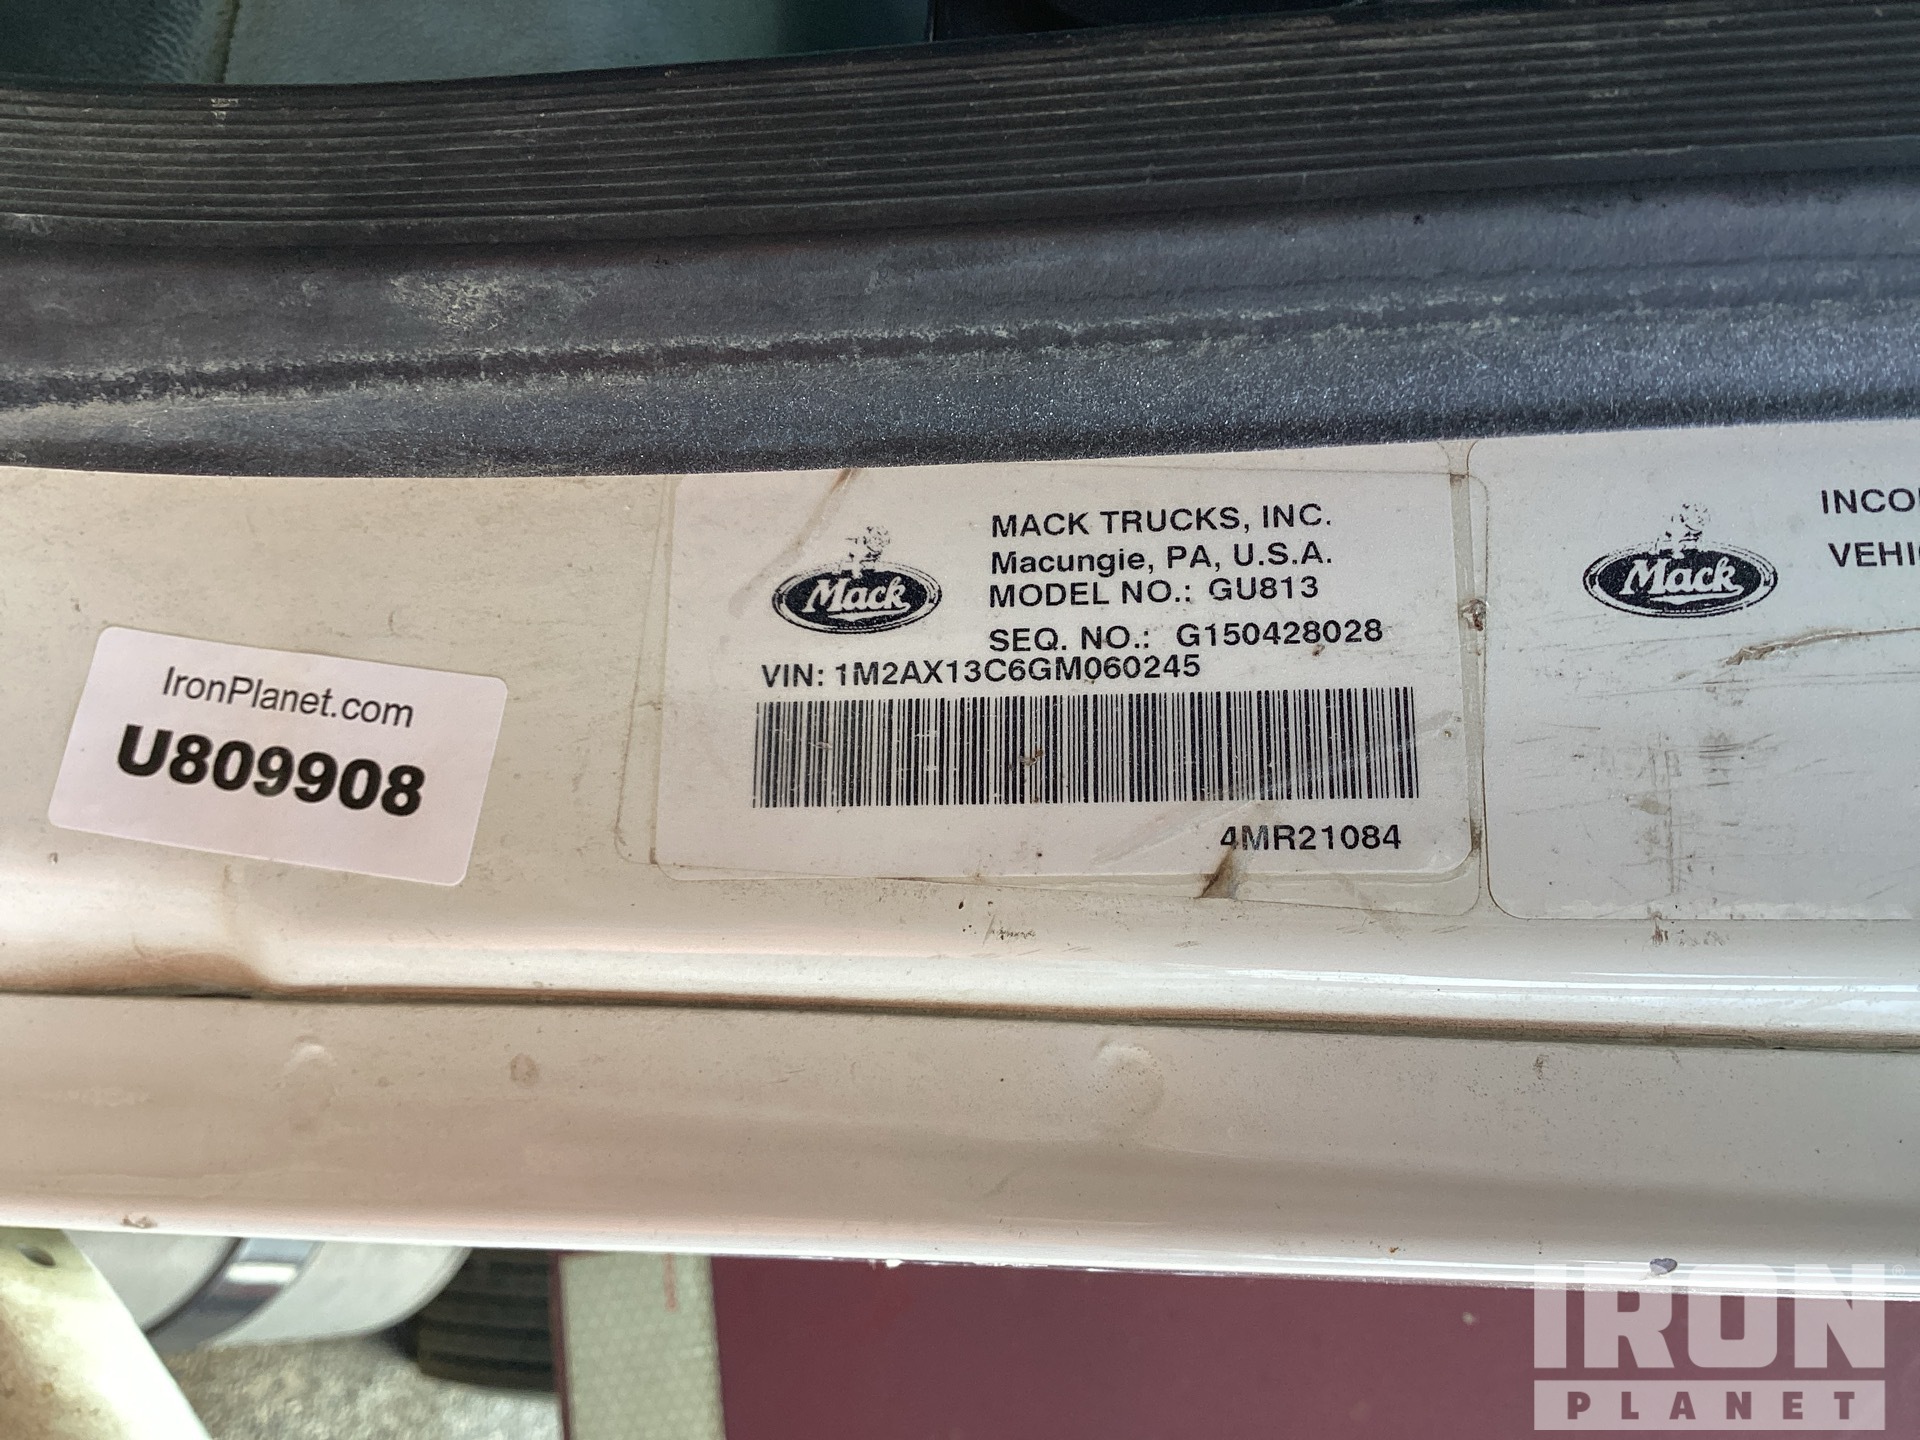 IronPlanet.com
U809908
Mack
MACK TRUCKS, INC.
Macungie, PA, U.S.A.
MODEL NO.: GU813
SEQ. NO.: G150428028
VIN: 1M2AX13C6GM060245
4MR21084
Mack
INCO
VEHI
IRON®
PLANET